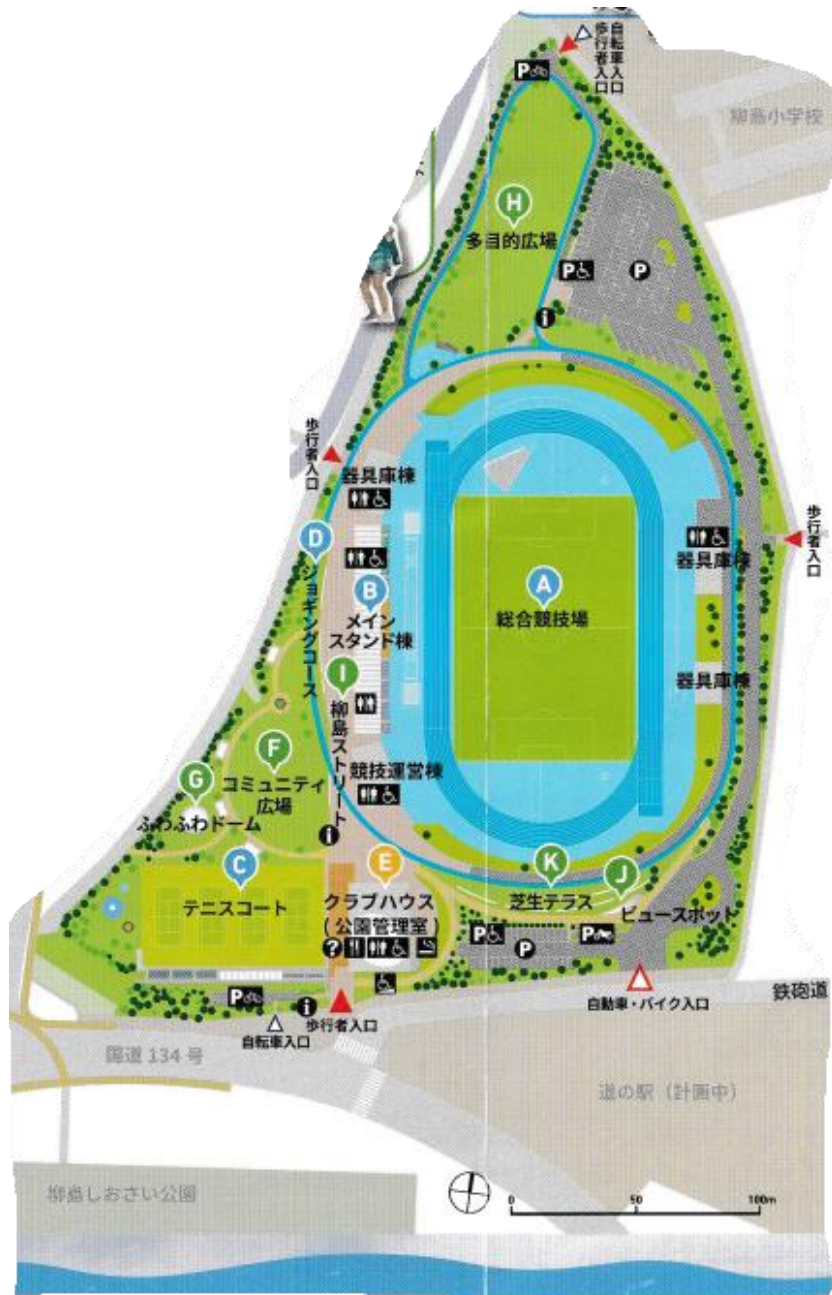 自転車入口
歩行者入口
P
柳島小学校
H
多目的広場
P
P
i
歩行者入口
器具庫棟
歩行者入口
D
ジョギングコース
器具庫棟
B
メイン
スタンド棟
A
総合競技場
I
柳島ストリート
器具庫棟
F
コミュニティ
広場
G
ふわふわドーム
競技運営棟
i
C
テニスコート
E
クラブハウス
(公園管理室)
?
K
芝生テラス
J
ビュースポット
P
P
P
P
i
自転車入口
歩行者入口
自動車・バイク入口
鉄砲道
国道 134 号
道の駅（計画中）
柳島しおさい公園
0 50 100m